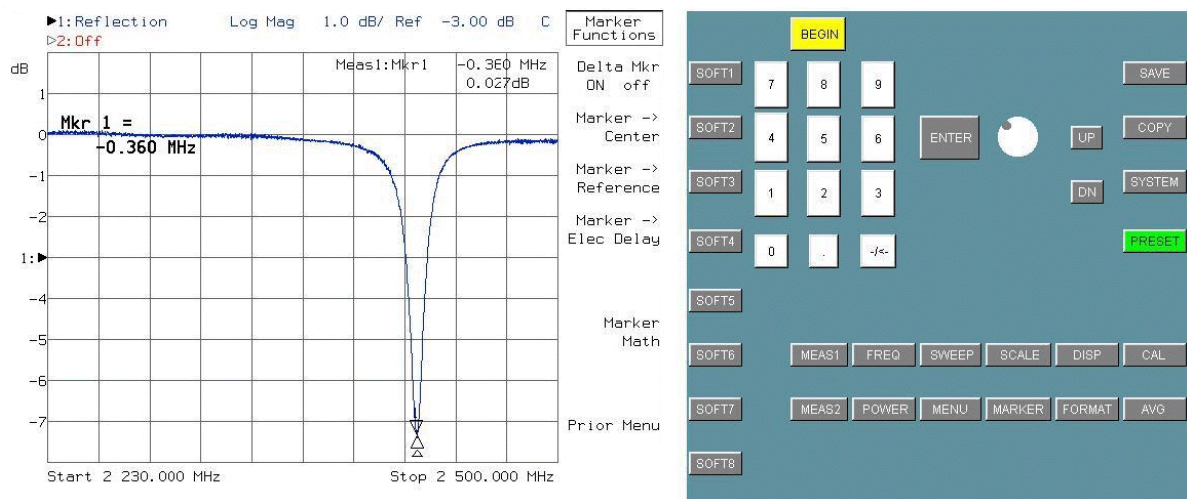 ►1:Reflection Log Mag 1.0 dB/ Ref -3.00 dB C
▷2:Off
dB
Meas1:Mkr1 -0.360 MHz
0.027dB
1
Mkr 1 =
0
-0.360 MHz
-1
-2
1:►
-4
-5
-6
-7
Start 2 230.000 MHz Stop 2 500.000 MHz
Marker
Functions
Delta Mkr
ON off
Marker ->
Center
Marker ->
Reference
Marker ->
Elec Delay
Marker
Math
Prior Menu
BEGIN
SOFT1 7 8 9 SAVE
SOFT2 4 5 6 ENTER UP COPY
SOFT3 1 2 3 DN SYSTEM
SOFT4 0 . -/<- PRESET
SOFT5
SOFT6 MEAS1 FREQ SWEEP SCALE DISP CAL
SOFT7 MEAS2 POWER MENU MARKER FORMAT AVG
SOFT8